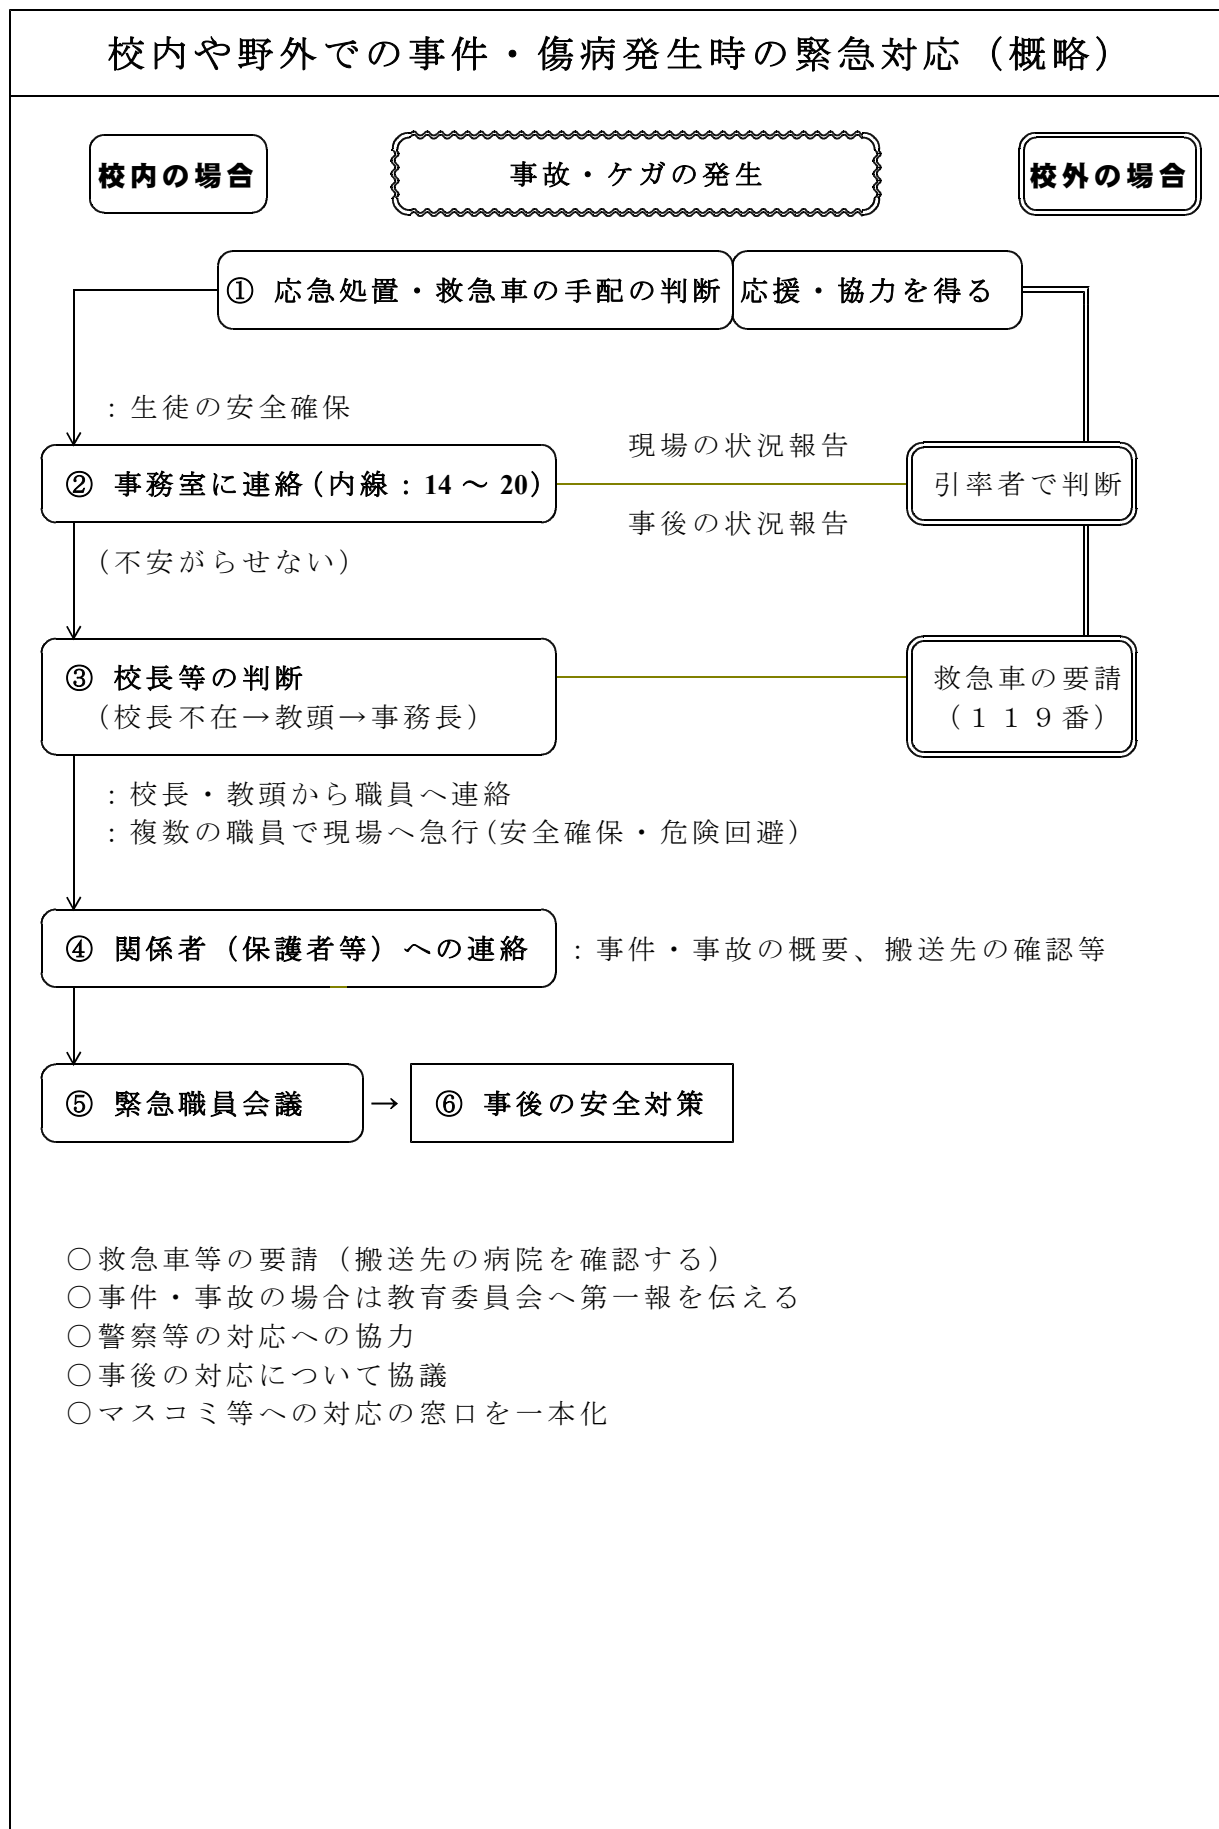 校内や野外での事件・傷病発生時の緊急対応（概略）
校内の場合
事故・ケガの発生
校外の場合
① 応急処置・救急車の手配の判断
応援・協力を得る
：生徒の安全確保
現場の状況報告
② 事務室に連絡（内線：14～20）
引率者で判断
事後の状況報告
（不安がらせない）
③ 校長等の判断
（校長不在→教頭→事務長）
救急車の要請
（１１９番）
：校長・教頭から職員へ連絡
：複数の職員で現場へ急行（安全確保・危険回避）
④ 関係者（保護者等）への連絡
：事件・事故の概要、搬送先の確認等
⑤ 緊急職員会議
→
⑥ 事後の安全対策
○救急車等の要請（搬送先の病院を確認する）
○事件・事故の場合は教育委員会へ第一報を伝える
○警察等の対応への協力
○事後の対応について協議
○マスコミ等への対応の窓口を一本化